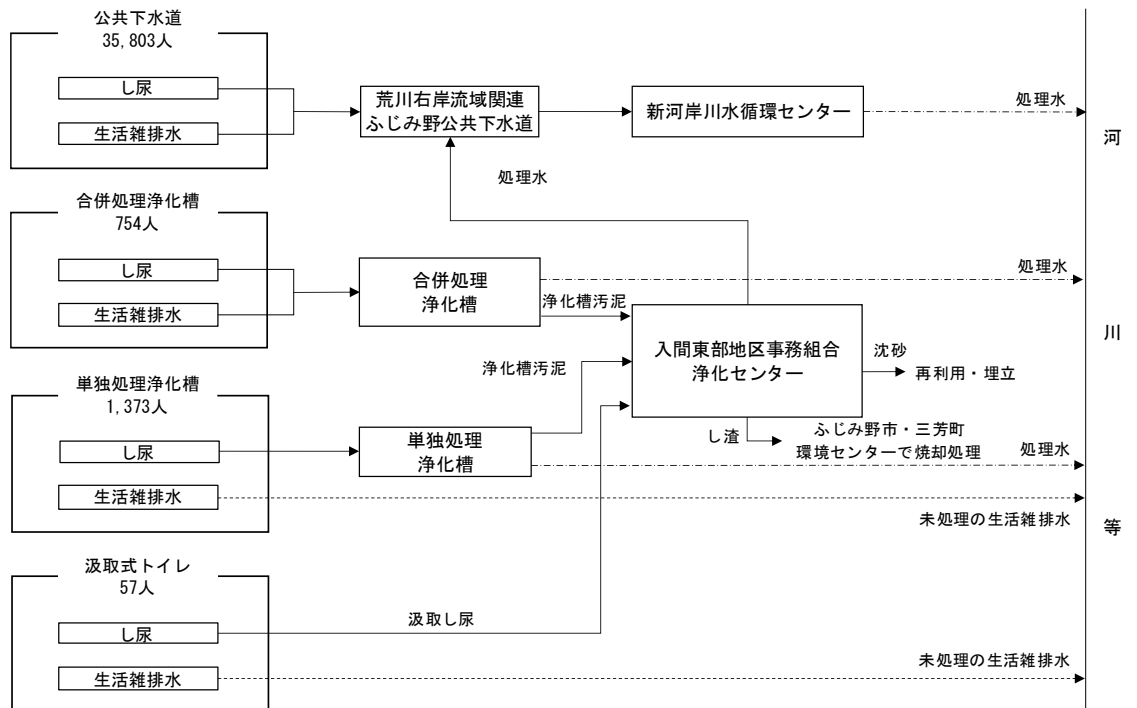 公共下水道
35,803人
し尿
生活雑排水
荒川右岸流域関連
ふじみ野公共下水道
新河岸川水循環センター
処理水
処理水
合併処理浄化槽
754人
し尿
生活雑排水
合併処理
浄化槽
処理水
浄化槽汚泥
入間東部地区事務組合
浄化センター
沈砂
再利用・埋立
し渣
ふじみ野市・三芳町
環境センターで焼却処理
単独処理浄化槽
1,373人
し尿
生活雑排水
浄化槽汚泥
単独処理
浄化槽
処理水
未処理の生活雑排水
汲取式トイレ
57人
し尿
生活雑排水
汲取し尿
未処理の生活雑排水
河
川
等